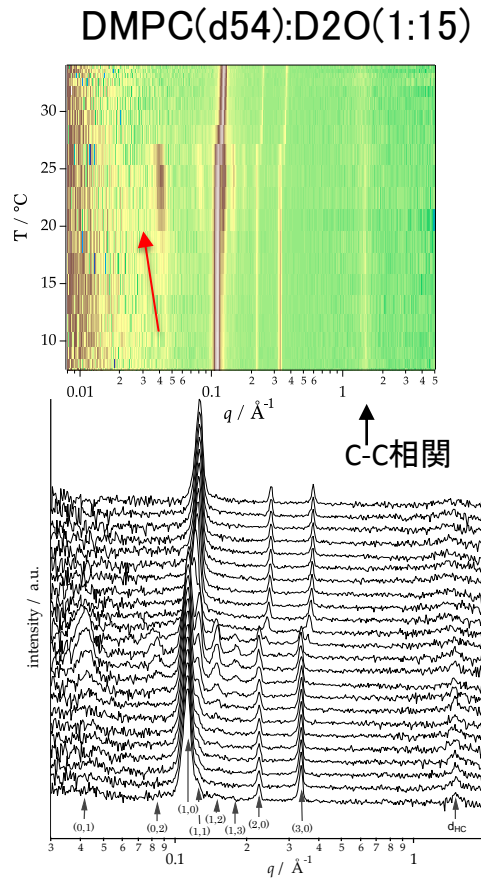 DMPC(d54):D2O(1:15)
T / °C
30
25
20
15
10
0.01 2 3 4 5 6 0.1 2 3 4 5 6 1 2 3 4 5
q / Å-1
C-C相関
intensity / a.u.
(0,1) (0,2) (1,0) (1,1) (1,2) (1,3) (2,0) (3,0) dHC
3 4 5 6 7 8 9 0.1 2 3 4 5 6 7 8 9 1
q / Å-1